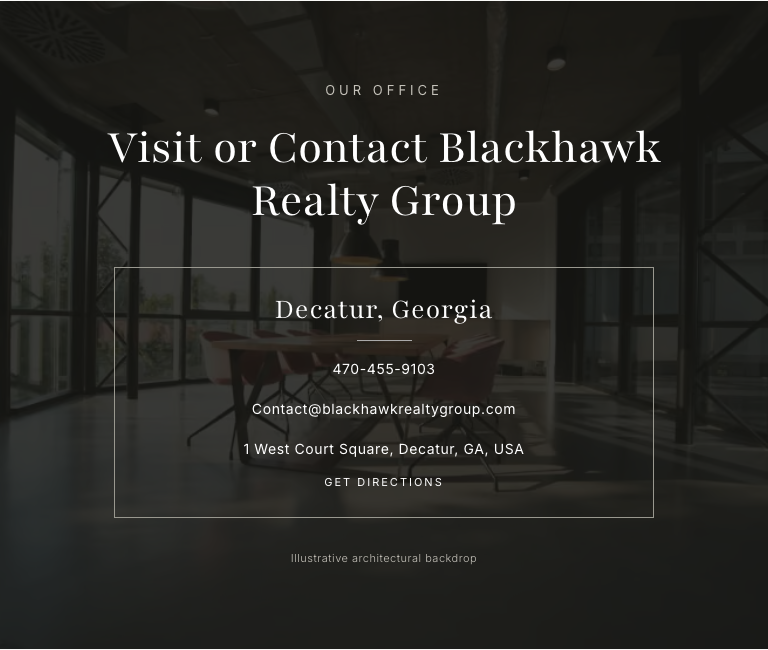 OUR OFFICE
Visit or Contact Blackhawk
Realty Group
Decatur, Georgia
470-455-9103
Contact@blackhawkrealtygroup.com
1 West Court Square, Decatur, GA, USA
GET DIRECTIONS
Illustrative architectural backdrop